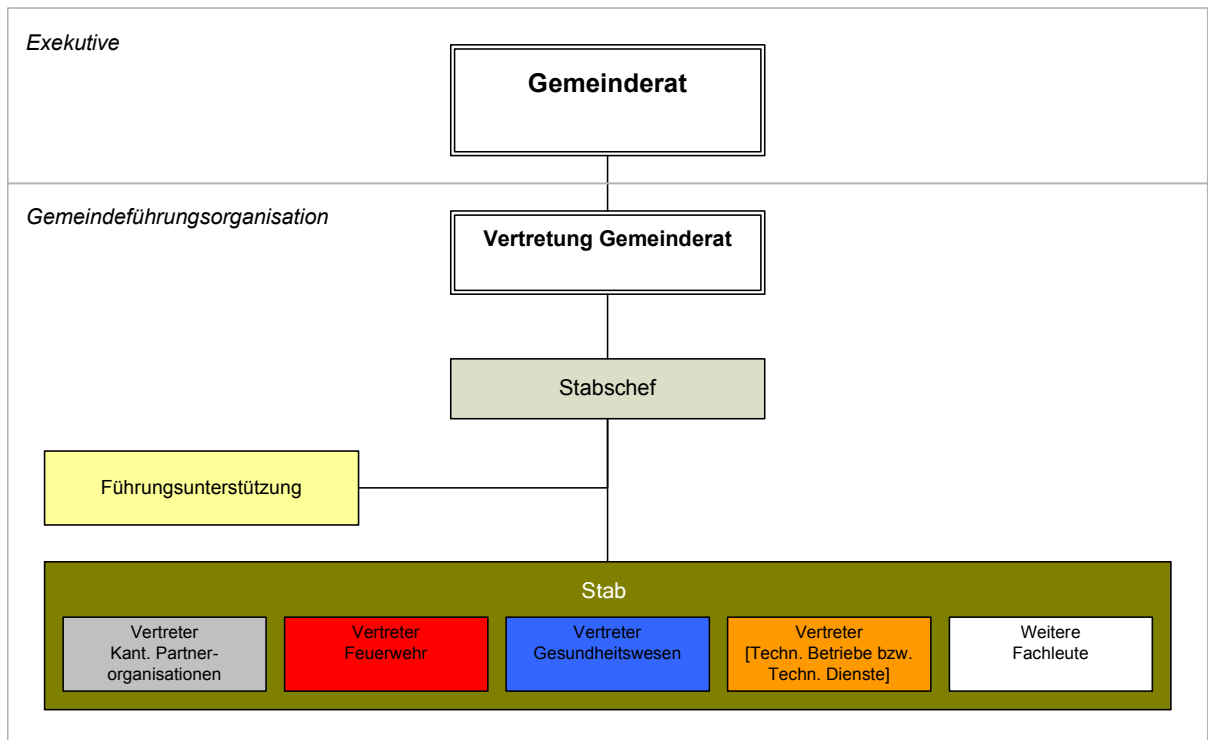 Exekutive
Gemeinderat
Gemeindeführungsorganisation
Vertretung Gemeinderat
Stabschef
Führungsunterstützung
Stab
Vertreter
Kant. Partner-
organisationen
Vertreter
Feuerwehr
Vertreter
Gesundheitswesen
Vertreter
[Techn. Betriebe bzw.
Techn. Dienste]
Weitere
Fachleute